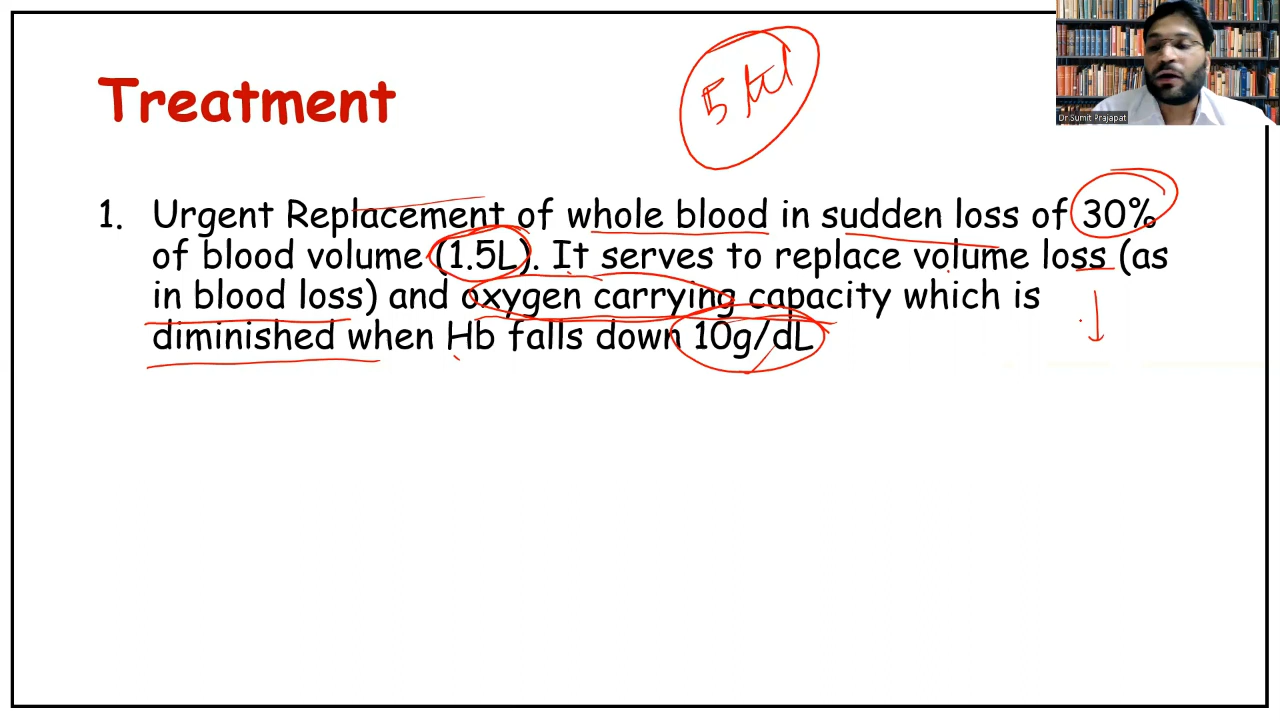 Treatment
5
Dr.Sumit Prajapat
1. Urgent Replacement of whole blood in sudden loss of 30%
of blood volume (1.5L). It serves to replace volume loss (as
in blood loss) and oxygen carrying capacity which is
diminished when Hb falls down 10g/dL